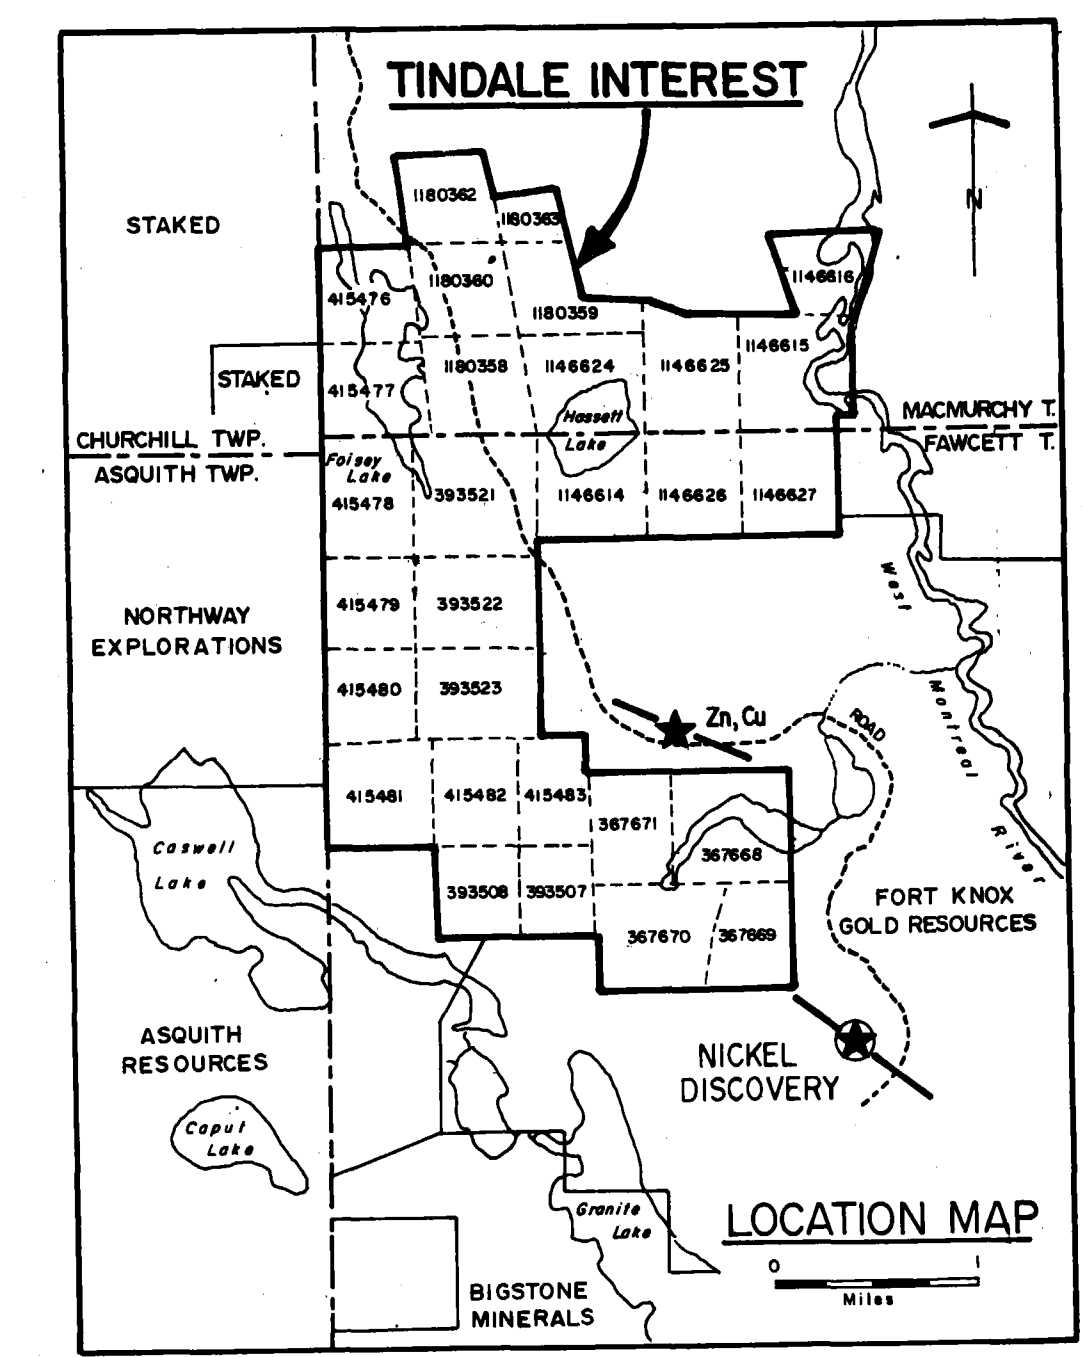 TINDALE INTEREST
N
STAKED
1180362
1180363
1180360
1146616
415476
1180359
1146615
STAKED
415477
1180358
1146624
1146625
Hassett
Lake
MACMURCHY T.
FAWCETT T.
CHURCHILL TWP.
ASQUITH TWP.
Foisey
Lake
415478
393521
1146614
1146626
1146627
West
Montreal
River
NORTHWAY
EXPLORATIONS
415479
393522
415480
393523
Zn, Cu
ROAD
415481
415482
415483
367671
367668
Caswell
Lake
393508
393507
367670
367669
FORT KNOX
GOLD RESOURCES
ASQUITH
RESOURCES
NICKEL
DISCOVERY
Caput
Lake
Granite
Lake
LOCATION MAP
0 1
Miles
BIGSTONE
MINERALS